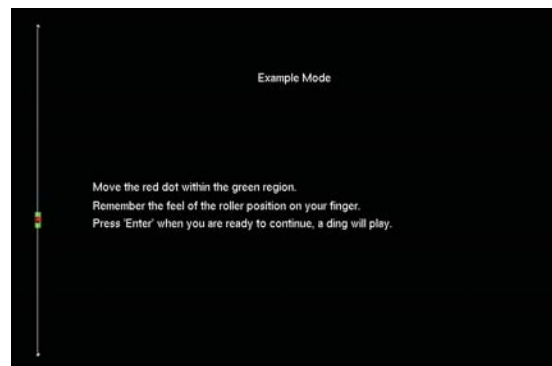 Example Mode
Move the red dot within the green region.
Remember the feel of the roller position on your finger.
Press 'Enter' when you are ready to continue, a ding will play.